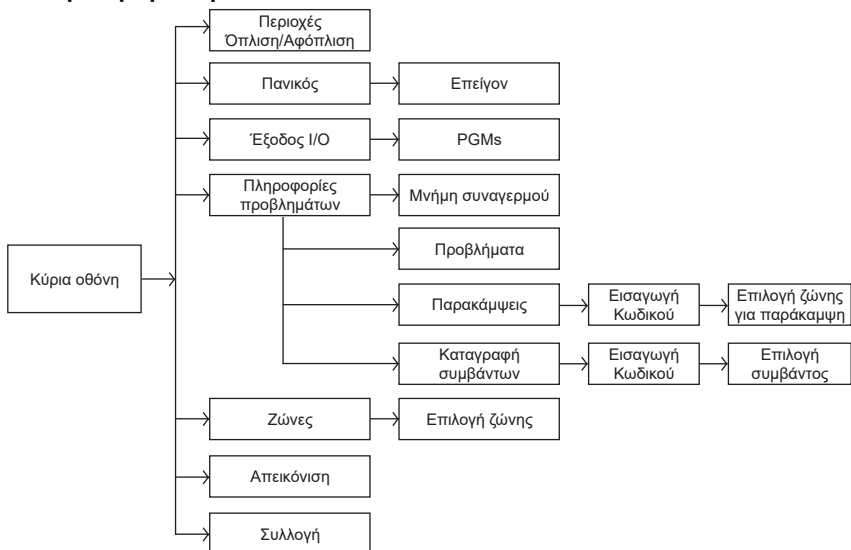 Περιοχές
Όπλιση/Αφόπλιση
Πανικός
Επείγον
Έξοδος Ι/Ο
PGMs
Πληροφορίες
προβλημάτων
Μνήμη συναγερμού
Προβλήματα
Κύρια οθόνη
Παρακάμψεις
Εισαγωγή
Κωδικού
Επιλογή ζώνης
για παράκαμψη
Καταγραφή
συμβάντων
Εισαγωγή
Κωδικού
Επιλογή
συμβάντος
Ζώνες
Επιλογή ζώνης
Απεικόνιση
Συλλογή